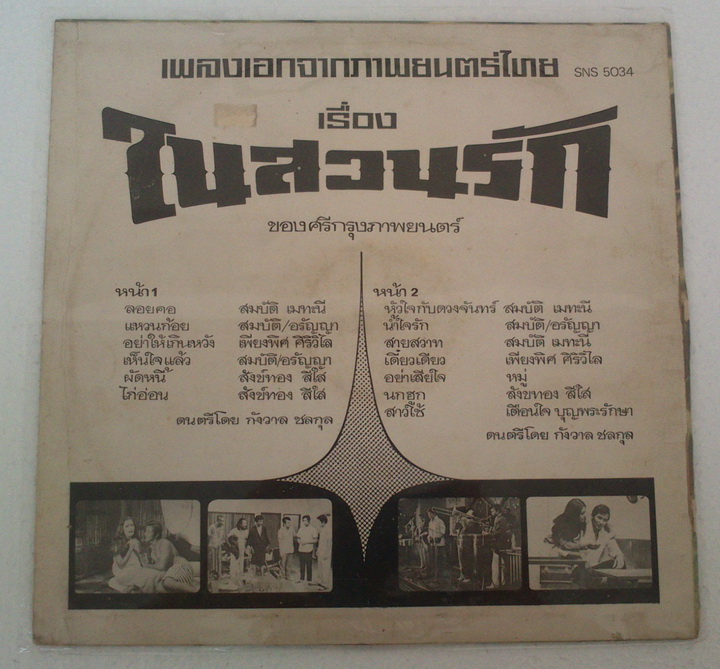 เพลงเอกจากภาพยนตร์ไทย SNS 5034
เรื่อง
ในสวนรัก
ของศรีกรุงภาพยนตร์
หน้า 1
ลอยคอ สมบัติ เมทะนี
แหวนก้อย สมบัติ/อรัญญา
อย่าให้เกินหวัง เพียงพิศ ศิริวิไล
เห็นใจแล้ว สมบัติ/อรัญญา
ผัดหนี้ สังข์ทอง สีใส
ไก่อ่อน สังข์ทอง สีใส
ดนตรีโดย กังวาล ชลกุล
หน้า 2
หัวใจกับดวงจันทร์ สมบัติ เมทะนี
น้ำใจรัก สมบัติ/อรัญญา
สายสวาท สมบัติ เมทะนี
เดี๋ยวเดียว เพียงพิศ ศิริวิไล
อย่าเสียใจ หมู่
นกฮูก สังข์ทอง สีใส
สาวใช้ เตือนใจ บุญพระรักษา
ดนตรีโดย กังวาล ชลกุล